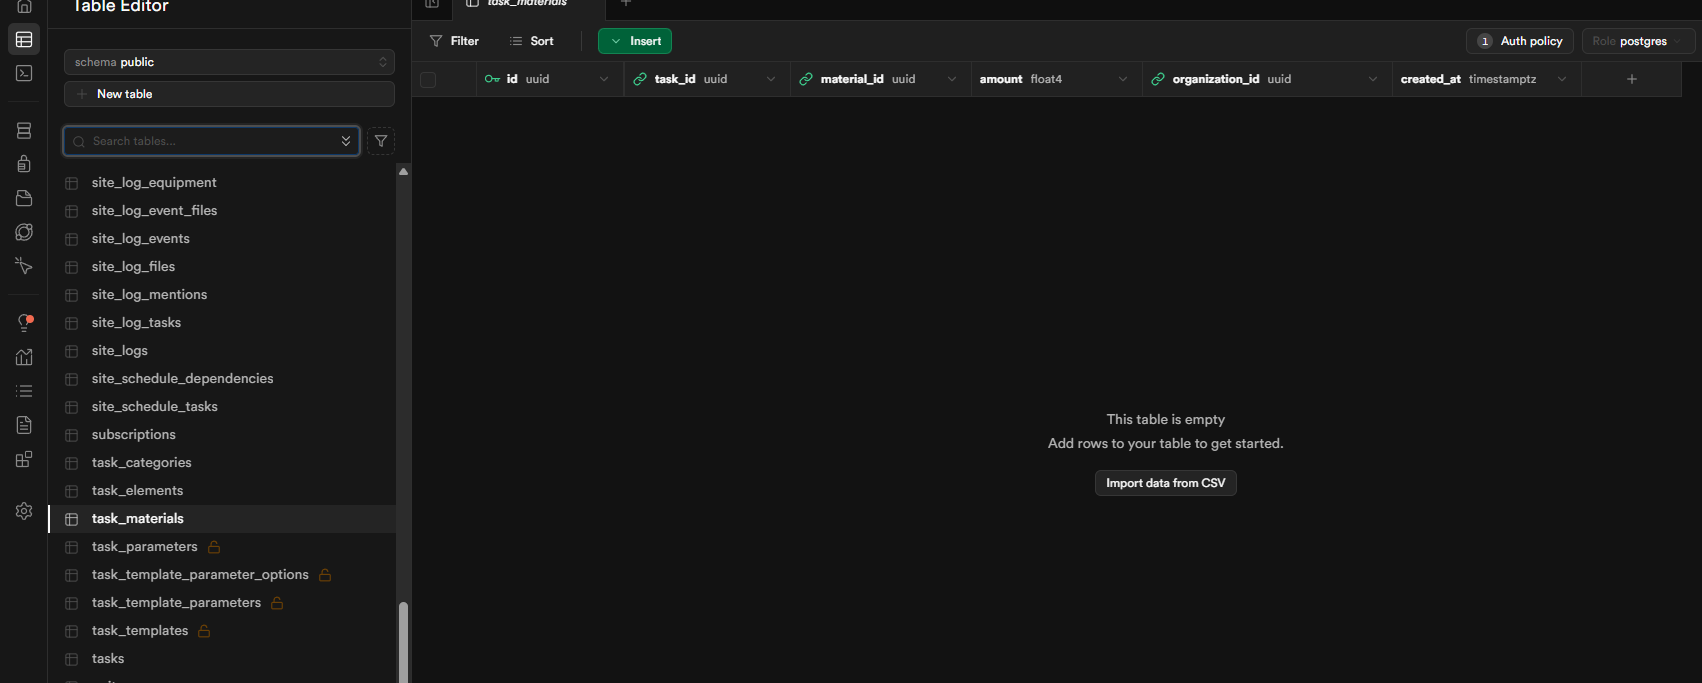 Table Editor
schema public
New table
Search tables...
site_log_equipment
site_log_event_files
site_log_events
site_log_files
site_log_mentions
site_log_tasks
site_logs
site_schedule_dependencies
site_schedule_tasks
subscriptions
task_categories
task_elements
task_materials
task_parameters
task_template_parameter_options
task_template_parameters
task_templates
tasks
task_materials
Filter
Sort
Insert
1 Auth policy
Role postgres
id uuid
task_id uuid
material_id uuid
amount float4
organization_id uuid
created_at timestamptz
This table is empty
Add rows to your table to get started.
Import data from CSV